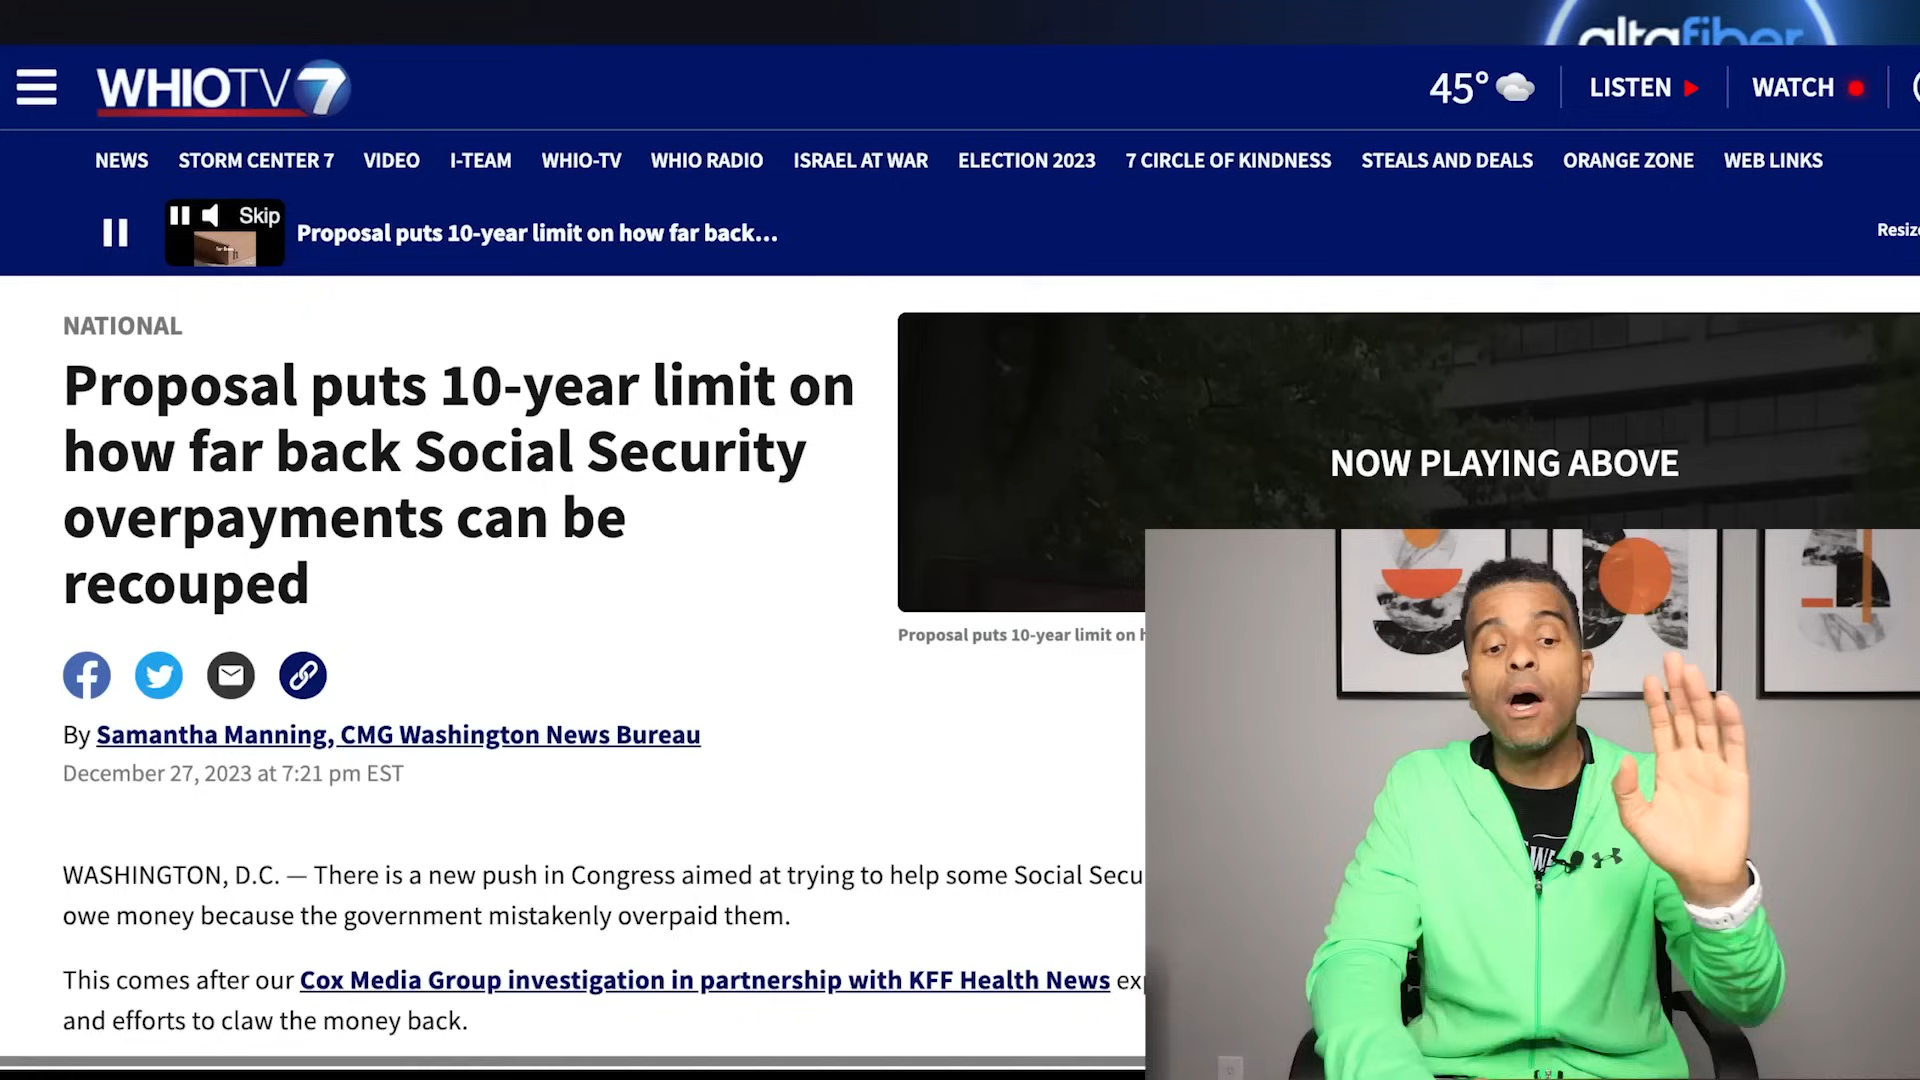 altafiber
WHIOTV 7
45°
LISTEN
WATCH
NEWS STORM CENTER 7 VIDEO I-TEAM WHIO-TV WHIO RADIO ISRAEL AT WAR ELECTION 2023 7 CIRCLE OF KINDNESS STEALS AND DEALS ORANGE ZONE WEB LINKS
Skip
Proposal puts 10-year limit on how far back...
Resize
NATIONAL
Proposal puts 10-year limit on
how far back Social Security
overpayments can be
recouped
NOW PLAYING ABOVE
Proposal puts 10-year limit on h
By Samantha Manning, CMG Washington News Bureau
December 27, 2023 at 7:21 pm EST
WASHINGTON, D.C. — There is a new push in Congress aimed at trying to help some Social Secu
owe money because the government mistakenly overpaid them.
This comes after our Cox Media Group investigation in partnership with KFF Health News exp
and efforts to claw the money back.